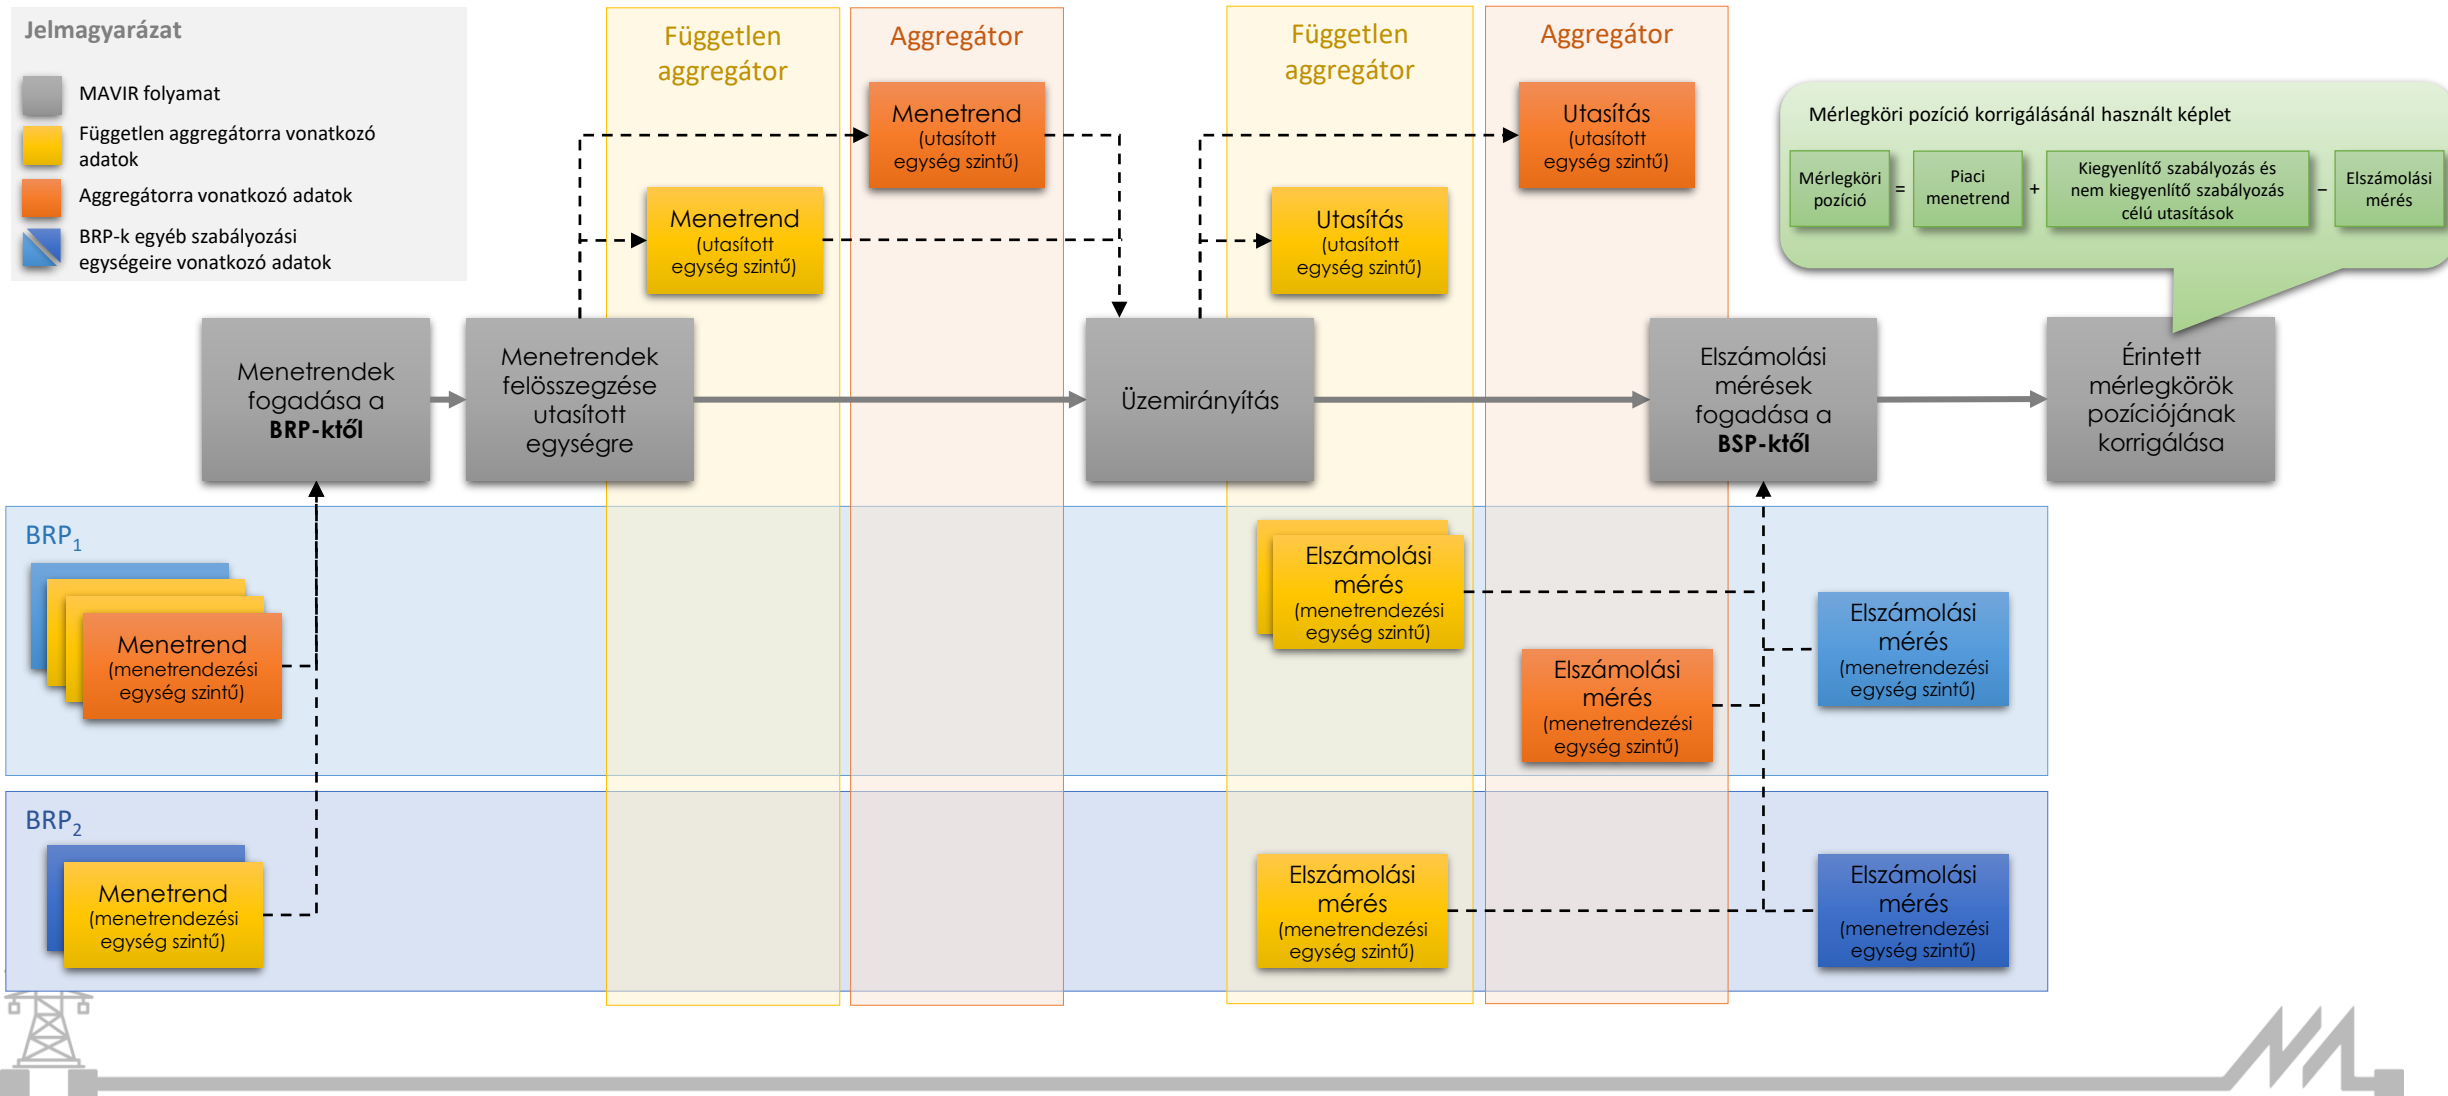 Jelmagyarázat
MAVIR folyamat
Független aggregátorra vonatkozó
adatok
Aggregátorra vonatkozó adatok
BRP-k egyéb szabályozási
egységeire vonatkozó adatok
Független
aggregátor
Aggregátor
Független
aggregátor
Aggregátor
Menetrend
(utasított
egység szintű)
Menetrend
(utasított
egység szintű)
Utasítás
(utasított
egység szintű)
Utasítás
(utasított
egység szintű)
Mérlegköri pozíció korrigálásánál használt képlet
Mérlegköri
pozíció
=
Piaci
menetrend
+
Kiegyenlítő szabályozás és
nem kiegyenlítő szabályozás
célú utasítások
–
Elszámolási
mérés
Menetrendek
fogadása a
BRP-ktől
Menetrendek
felösszegzése
utasított
egységre
Üzemirányítás
Elszámolási
mérések
fogadása a
BSP-ktől
Érintett
mérlegkörök
pozíciójának
korrigálása
BRP1
Menetrend
(menetrendezési
egység szintű)
Elszámolási
mérés
(menetrendezési
egység szintű)
Elszámolási
mérés
(menetrendezési
egység szintű)
Elszámolási
mérés
(menetrendezési
egység szintű)
BRP2
Menetrend
(menetrendezési
egység szintű)
Elszámolási
mérés
(menetrendezési
egység szintű)
Elszámolási
mérés
(menetrendezési
egység szintű)